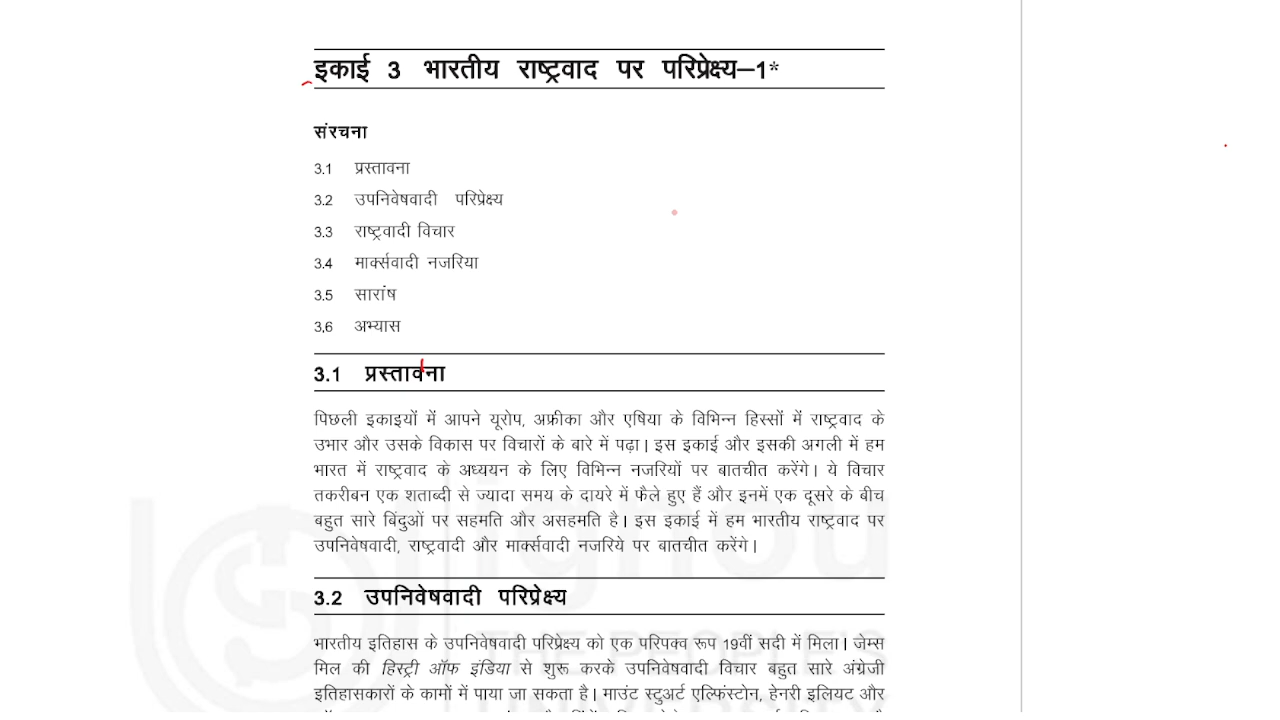 इकाई 3 भारतीय राष्ट्रवाद पर परिप्रेक्ष्य–1*
संरचना
3.1 प्रस्तावना
3.2 उपनिवेषवादी परिप्रेक्ष्य
3.3 राष्ट्रवादी विचार
3.4 मार्क्सवादी नजरिया
3.5 सारांष
3.6 अभ्यास
3.1 प्रस्तावना
पिछली इकाइयों में आपने यूरोप, अफ्रीका और एषिया के विभिन्न हिस्सों में राष्ट्रवाद के
उभार और उसके विकास पर विचारों के बारे में पढ़ा। इस इकाई और इसकी अगली में हम
भारत में राष्ट्रवाद के अध्ययन के लिए विभिन्न नजरियों पर बातचीत करेंगे। ये विचार
तकरीबन एक शताब्दी से ज्यादा समय के दायरे में फैले हुए हैं और इनमें एक दूसरे के बीच
बहुत सारे बिंदुओं पर सहमति और असहमति है। इस इकाई में हम भारतीय राष्ट्रवाद पर
उपनिवेषवादी, राष्ट्रवादी और मार्क्सवादी नजरिये पर बातचीत करेंगे।
3.2 उपनिवेषवादी परिप्रेक्ष्य
भारतीय इतिहास के उपनिवेषवादी परिप्रेक्ष्य को एक परिपक्व रूप 19वीं सदी में मिला। जेम्स
मिल की हिस्ट्री ऑफ इंडिया से शुरू करके उपनिवेषवादी विचार बहुत सारे अंग्रेजी
इतिहासकारों के कामों में पाया जा सकता है। माउंट स्टुअर्ट एल्फिंस्टोन, हेनरी इलियट और
ignou
THE PEOPLE'S
UNIVERSITY